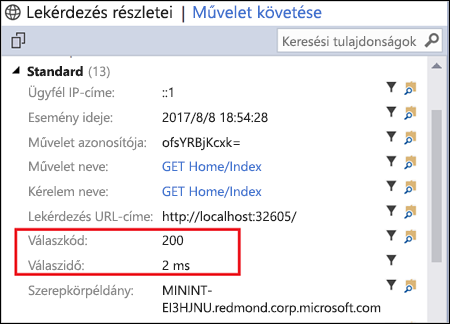 Lekérdezés részletei | Művelet követése
Keresési tulajdonságok
Standard (13)
Ügyfél IP-címe: ::1
Esemény ideje: 2017/8/8 18:54:28
Művelet azonosítója: ofsYRBjKcxk=
Művelet neve: GET Home/Index
Kérelem neve: GET Home/Index
Lekérdezés URL-címe: http://localhost:32605/
Válaszkód: 200
Válaszidő: 2 ms
Szerepkörpéldány: MININT-
EI3HJNU.redmond.corp.microsoft.com